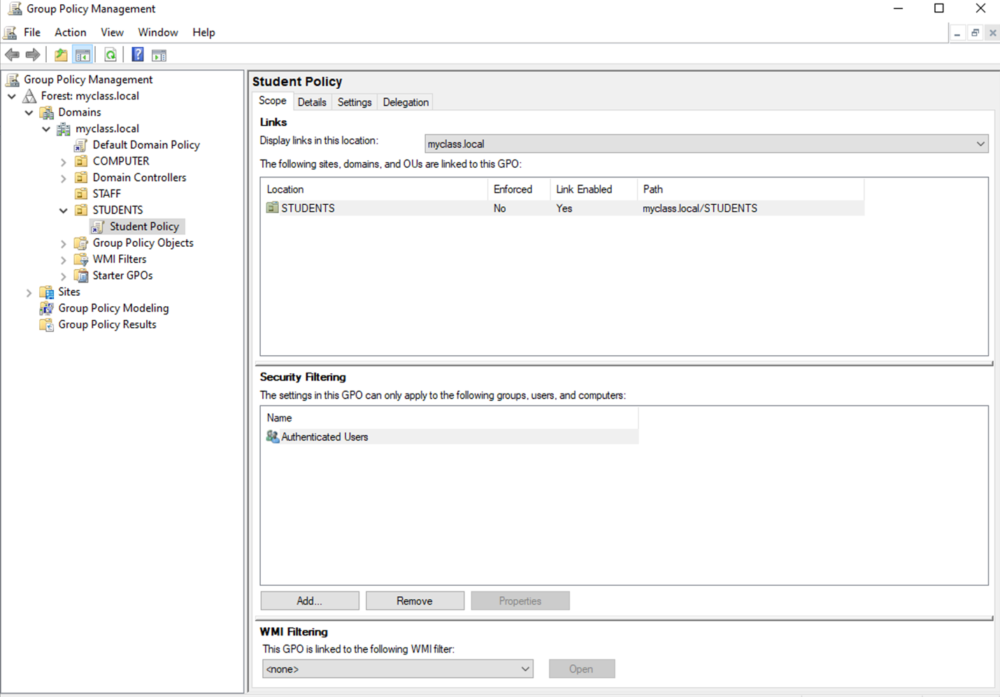 Group Policy Management
File Action View Window Help
Group Policy Management
Forest: myclass.local
Domains
myclass.local
Default Domain Policy
COMPUTER
Domain Controllers
STAFF
STUDENTS
Student Policy
Group Policy Objects
WMI Filters
Starter GPOs
Sites
Group Policy Modeling
Group Policy Results
Student Policy
Scope Details Settings Delegation
Links
Display links in this location: myclass.local
The following sites, domains, and OUs are linked to this GPO:
Location Enforced Link Enabled Path
STUDENTS No Yes myclass.local/STUDENTS
Security Filtering
The settings in this GPO can only apply to the following groups, users, and computers:
Name
Authenticated Users
Add... Remove Properties
WMI Filtering
This GPO is linked to the following WMI filter:
<none> Open